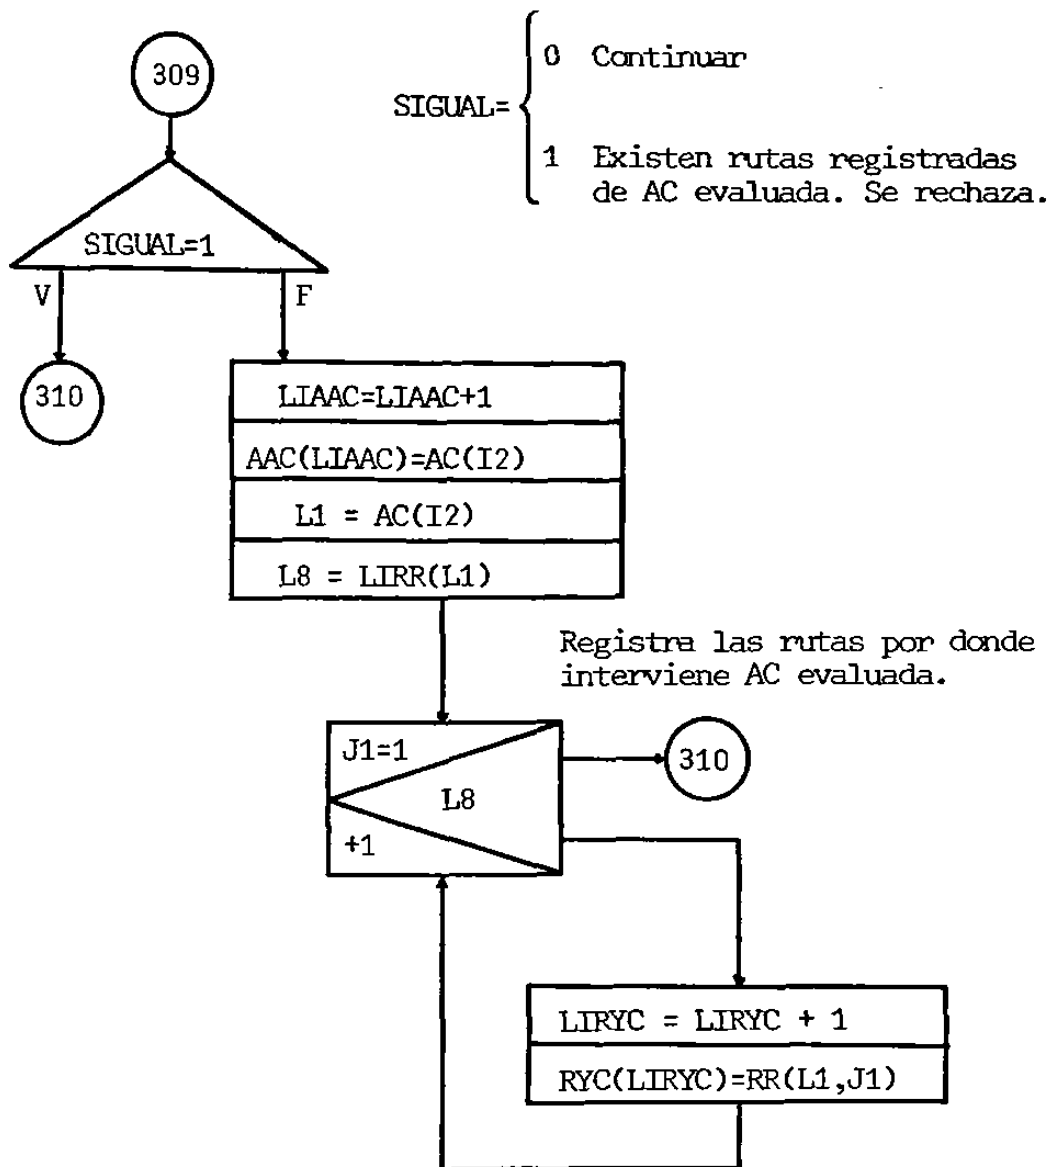 309
SIGUAL=
0 Continuar
1 Existen rutas registradas
de AC evaluada. Se rechaza.
SIGUAL=1
V
F
310
LIAAC=LIAAC+1
AAC(LIAAC)=AC(I2)
L1 = AC(I2)
L8 = LIRR(L1)
Registra las rutas por donde
interviene AC evaluada.
J1=1
L8
+1
310
LIRYC = LIRYC + 1
RYC(LIRYC)=RR(L1,J1)